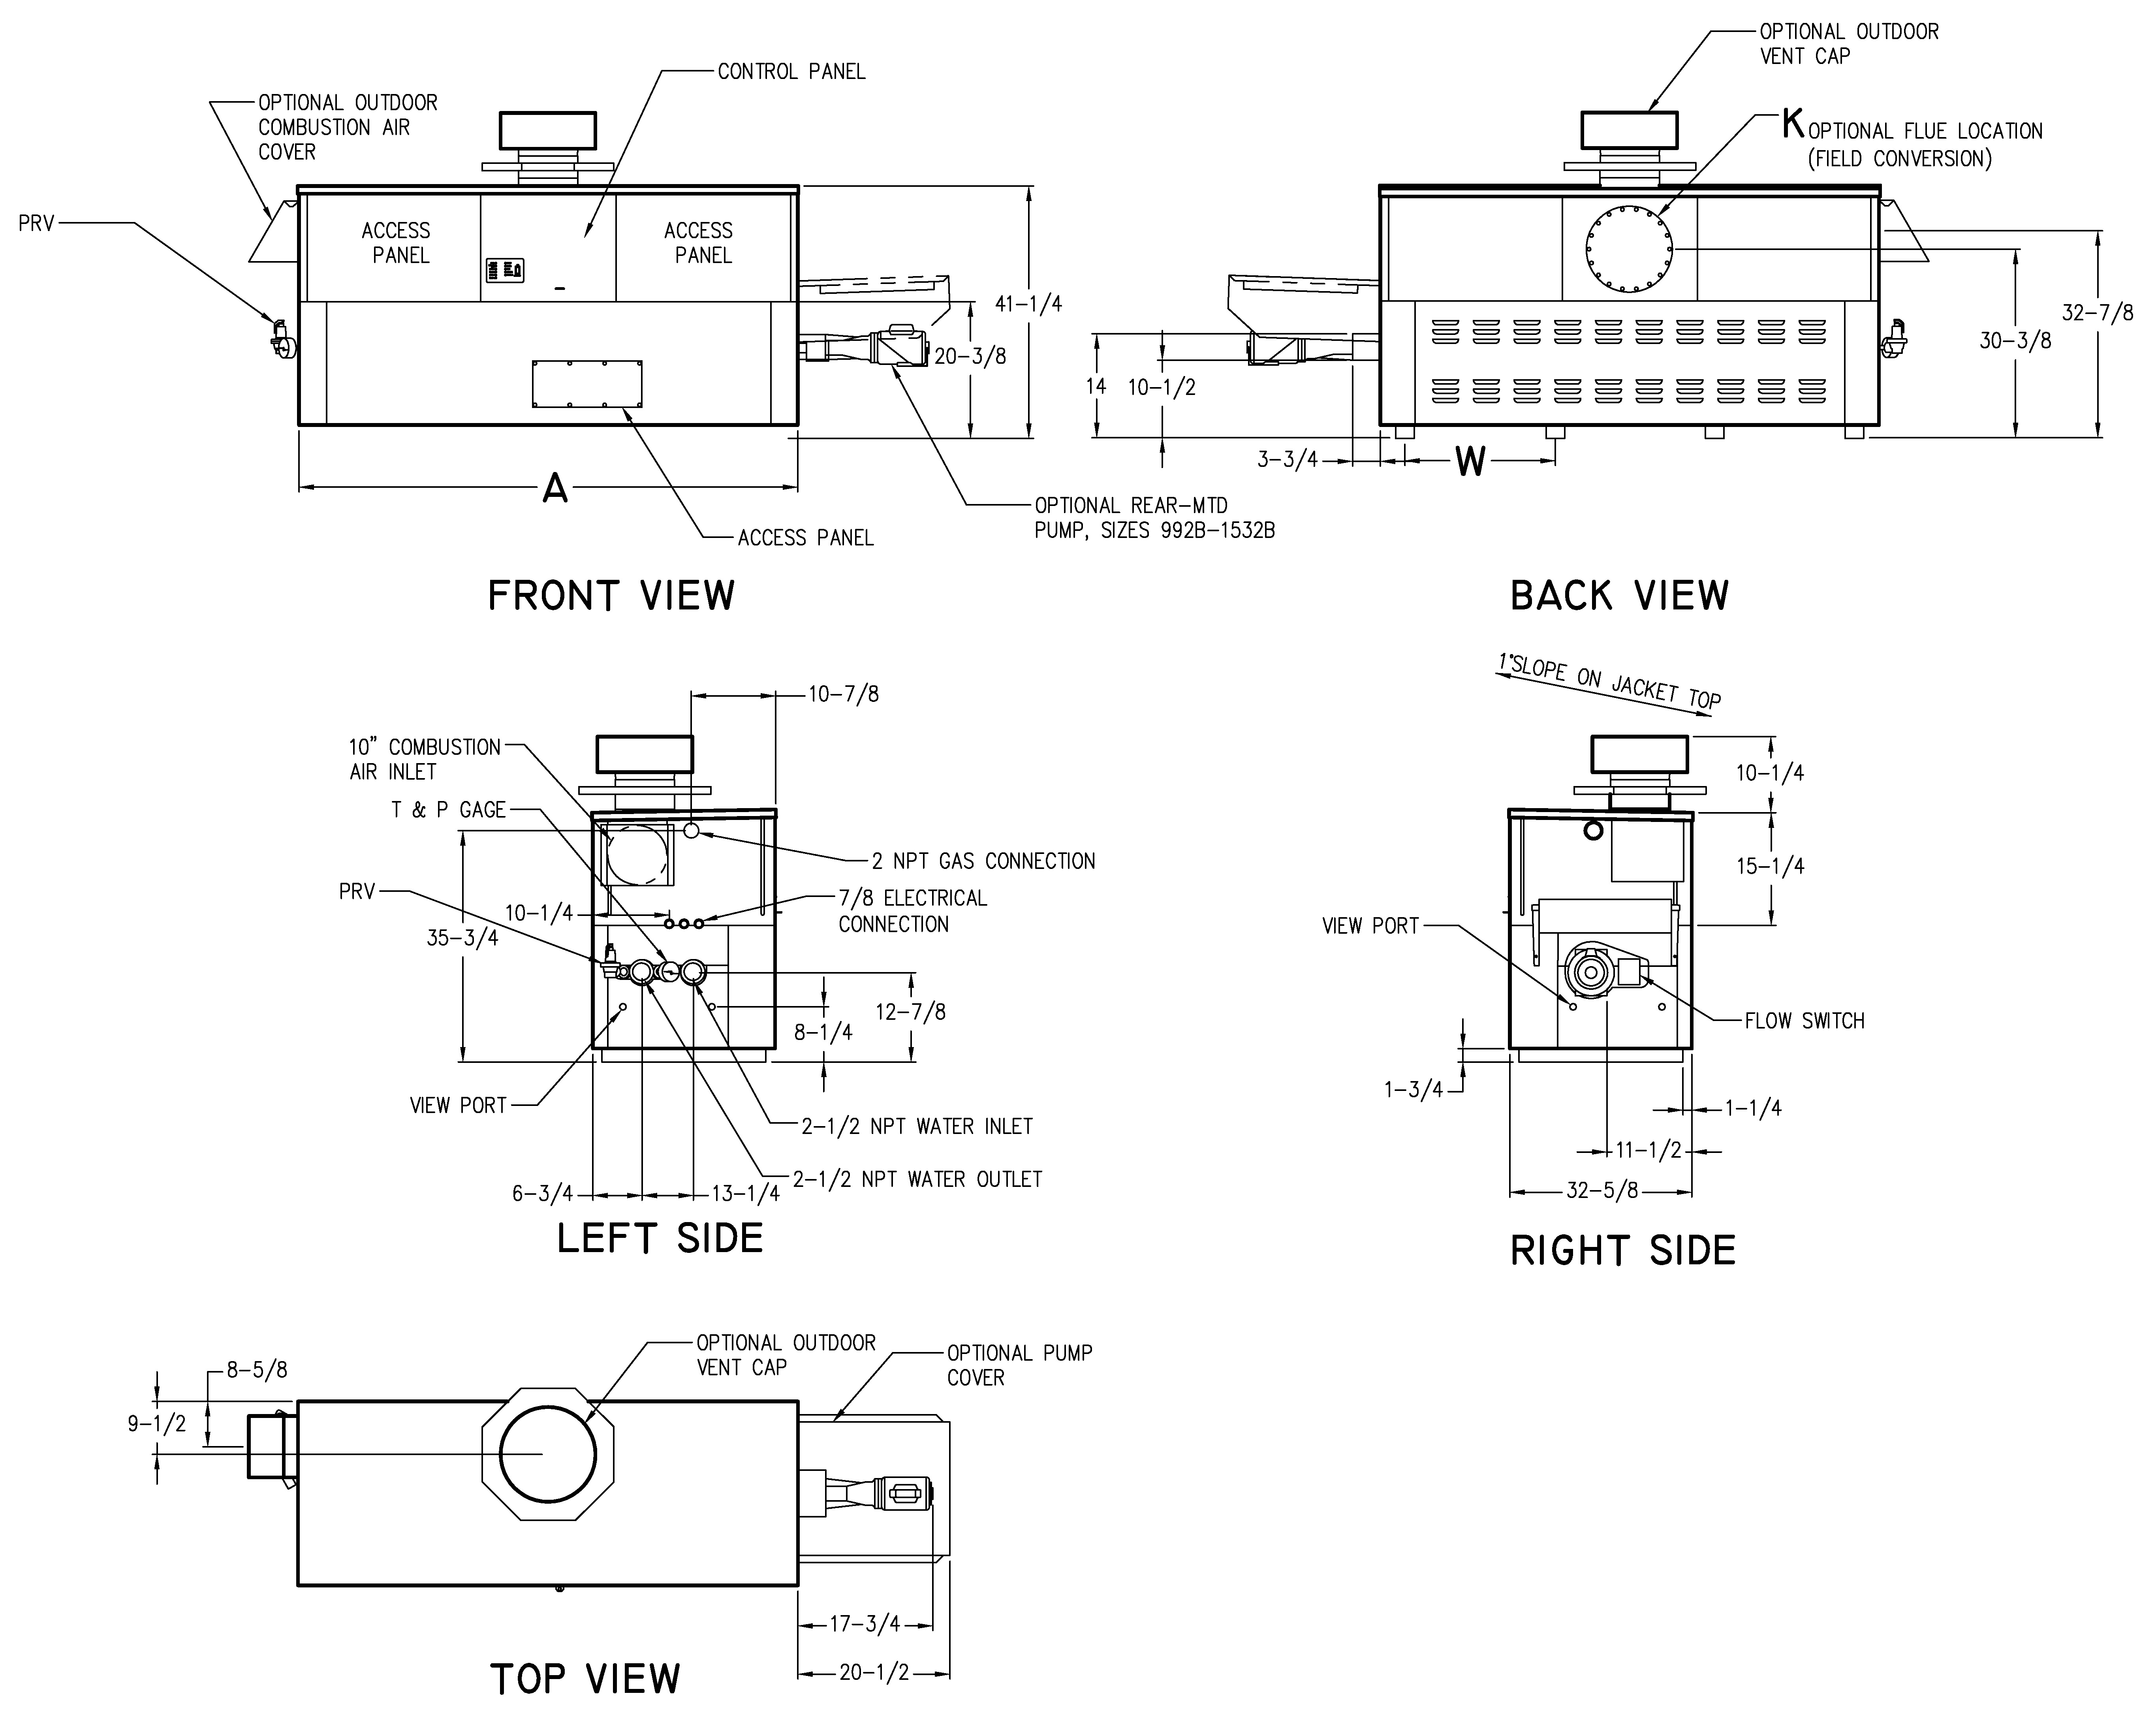 OPTIONAL OUTDOOR
COMBUSTION AIR
COVER
CONTROL PANEL
PRV
ACCESS
PANEL
ACCESS
PANEL
41-1/4
20-3/8
A
OPTIONAL REAR-MTD
PUMP, SIZES 992B-1532B
ACCESS PANEL
FRONT VIEW
OPTIONAL OUTDOOR
VENT CAP
K OPTIONAL FLUE LOCATION
(FIELD CONVERSION)
32-7/8
30-3/8
14
10-1/2
3-3/4
W
BACK VIEW
10-7/8
10" COMBUSTION
AIR INLET
T & P GAGE
2 NPT GAS CONNECTION
PRV
7/8 ELECTRICAL
CONNECTION
10-1/4
35-3/4
12-7/8
8-1/4
VIEW PORT
2-1/2 NPT WATER INLET
2-1/2 NPT WATER OUTLET
6-3/4
13-1/4
LEFT SIDE
1° SLOPE ON JACKET TOP
10-1/4
15-1/4
VIEW PORT
FLOW SWITCH
1-3/4
1-1/4
11-1/2
32-5/8
RIGHT SIDE
OPTIONAL OUTDOOR
VENT CAP
OPTIONAL PUMP
COVER
8-5/8
9-1/2
17-3/4
20-1/2
TOP VIEW